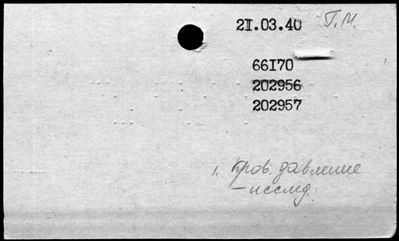 21.03.40 Г.М.
66170
202956
202957
1. Кров. давление
- исслед.